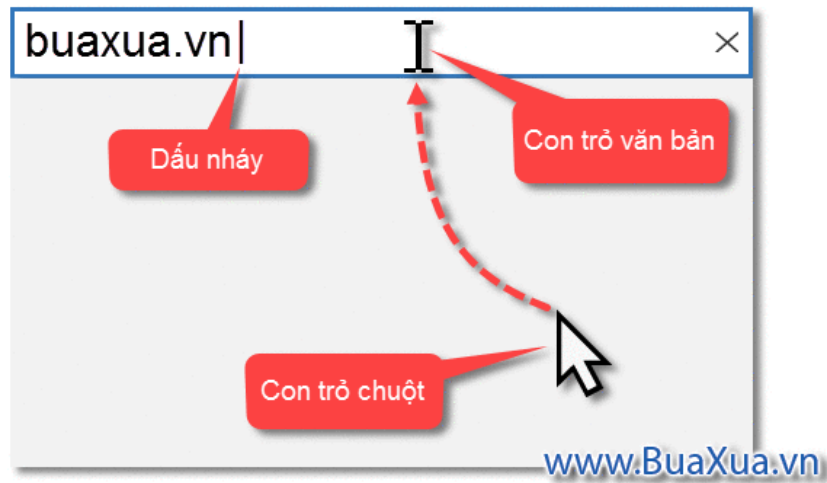 buaxua.vn
Con trỏ văn bản
Dấu nháy
Con trỏ chuột
www.BuaXua.vn